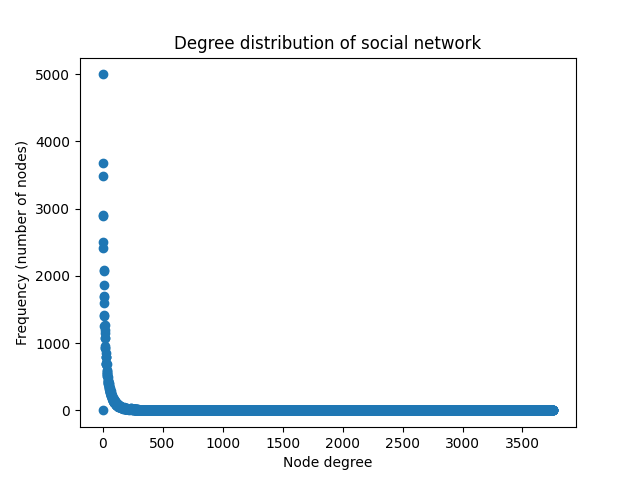 Degree distribution of social network
5000
4000
3000
2000
1000
0
Frequency (number of nodes)
0 500 1000 1500 2000 2500 3000 3500
Node degree